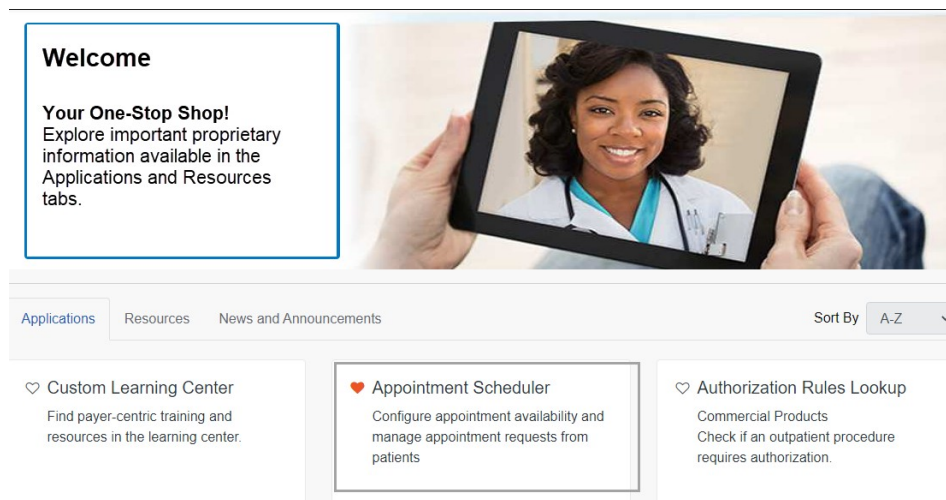 Welcome
Your One-Stop Shop!
Explore important proprietary
information available in the
Applications and Resources
tabs.
Applications
Resources
News and Announcements
Sort By
A-Z
Custom Learning Center
Find payer-centric training and
resources in the learning center.
Appointment Scheduler
Configure appointment availability and
manage appointment requests from
patients
Authorization Rules Lookup
Commercial Products
Check if an outpatient procedure
requires authorization.